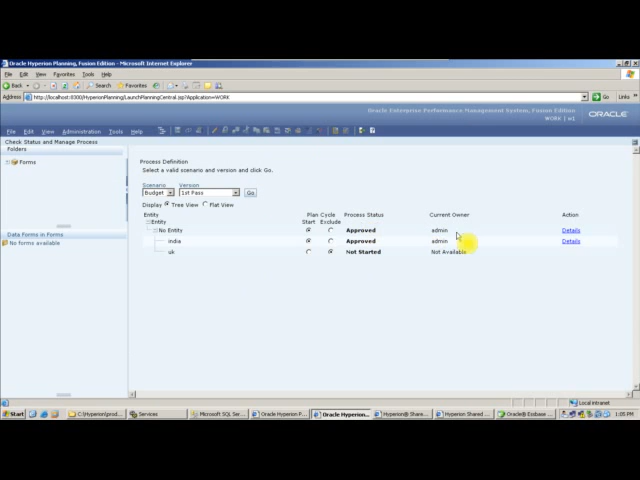 Oracle Hyperion Planning, Fusion Edition - Microsoft Internet Explorer
File Edit View Favorites Tools Help
Back Search Favorites
Address http://localhost:8300/HyperionPlanning/LaunchPlanningCentral.jsp?Application=WORK Go Links
Oracle Enterprise Performance Management System, Fusion Edition
WORK | w1 ORACLE
File Edit View Administration Tools Help
Check Status and Manage Process
Folders
Forms
Data Forms in Forms
No forms available
Process Definition
Select a valid scenario and version and click Go.
Scenario Version
Budget 1st Pass Go
Display Tree View Flat View
Entity Plan Cycle Process Status Current Owner Action
Entity Start Exclude
No Entity Approved admin Details
india Approved admin Details
uk Not Started Not Available
Local intranet
Start C:\Hyperion\prod... Services Microsoft SQL Ser... Oracle Hyperion P... Oracle Hyperion... Hyperion® Share... Hyperion Shared ... Oracle® Essbase 1:05 PM